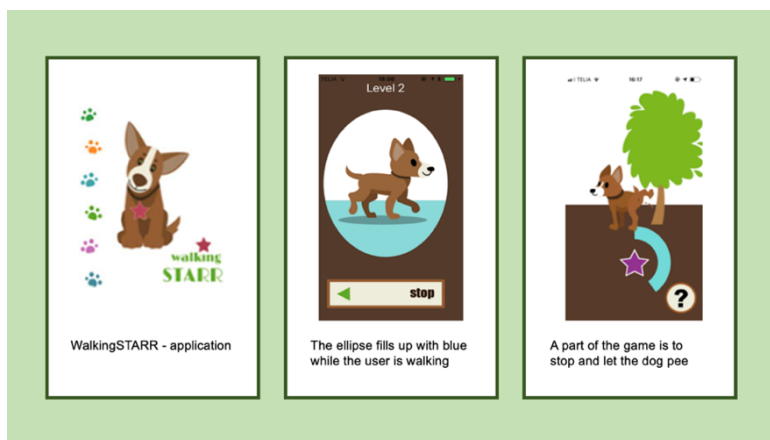 walking
STARR
WalkingSTARR - application
TELIA
Level 2
stop
The ellipse fills up with blue
while the user is walking
TELIA
16:17
?
A part of the game is to
stop and let the dog pee